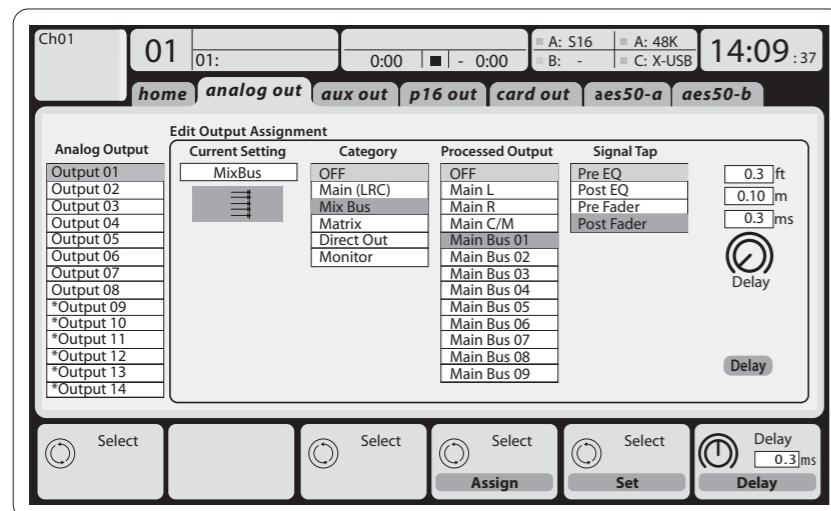 Ch01
01
01:
0:00
- 0:00
A: S16
B: -
A: 48K
C: X-USB
14:09 :37
home
analog out
aux out
p16 out
card out
aes50-a
aes50-b
Edit Output Assignment
Analog Output
Output 01
Output 02
Output 03
Output 04
Output 05
Output 06
Output 07
Output 08
*Output 09
*Output 10
*Output 11
*Output 12
*Output 13
*Output 14
Current Setting
MixBus
Category
OFF
Main (LRC)
Mix Bus
Matrix
Direct Out
Monitor
Processed Output
OFF
Main L
Main R
Main C/M
Main Bus 01
Main Bus 02
Main Bus 03
Main Bus 04
Main Bus 05
Main Bus 06
Main Bus 07
Main Bus 08
Main Bus 09
Signal Tap
Pre EQ
Post EQ
Pre Fader
Post Fader
0.3 ft
0.10 m
0.3 ms
Delay
Delay
Select
Select
Select
Assign
Select
Set
Delay
0.3 ms
Delay